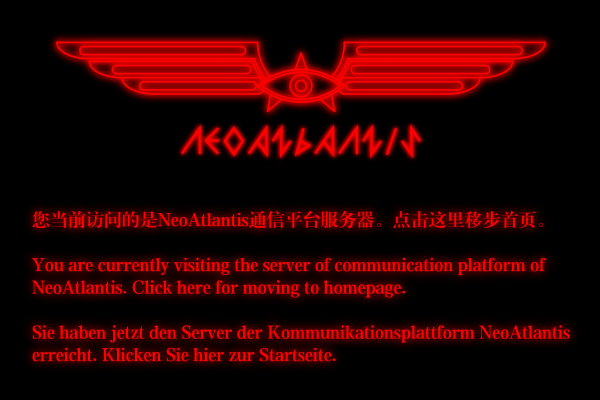 NEOATLANTIS
您当前访问的是NeoAtlantis通信平台服务器。点击这里移步首页。
You are currently visiting the server of communication platform of
NeoAtlantis. Click here for moving to homepage.
Sie haben jetzt den Server der Kommunikationsplattform NeoAtlantis
erreicht. Klicken Sie hier zur Startseite.